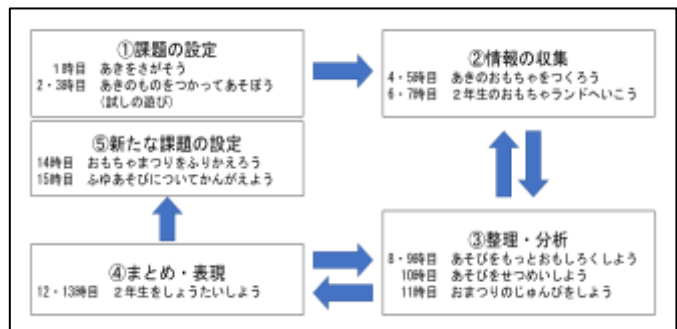 ①課題の設定
1時目 あきをさがそう
2・3時目 あきのものをつかってあそぼう
(試しの遊び)
②情報の収集
4・5時目 あきのおもちゃをつくろう
6・7時目 2年生のおもちゃランドへいこう
③整理・分析
8・9時目 あそびをもっとおもしろくしよう
10時目 あそびをせつめいしよう
11時目 おまつりのじゅんびをしよう
④まとめ・表現
12・13時目 2年生をしょうたいしよう
⑤新たな課題の設定
14時目 おもちゃまつりをふりかえろう
15時目 ふゆあそびについてかんがえよう